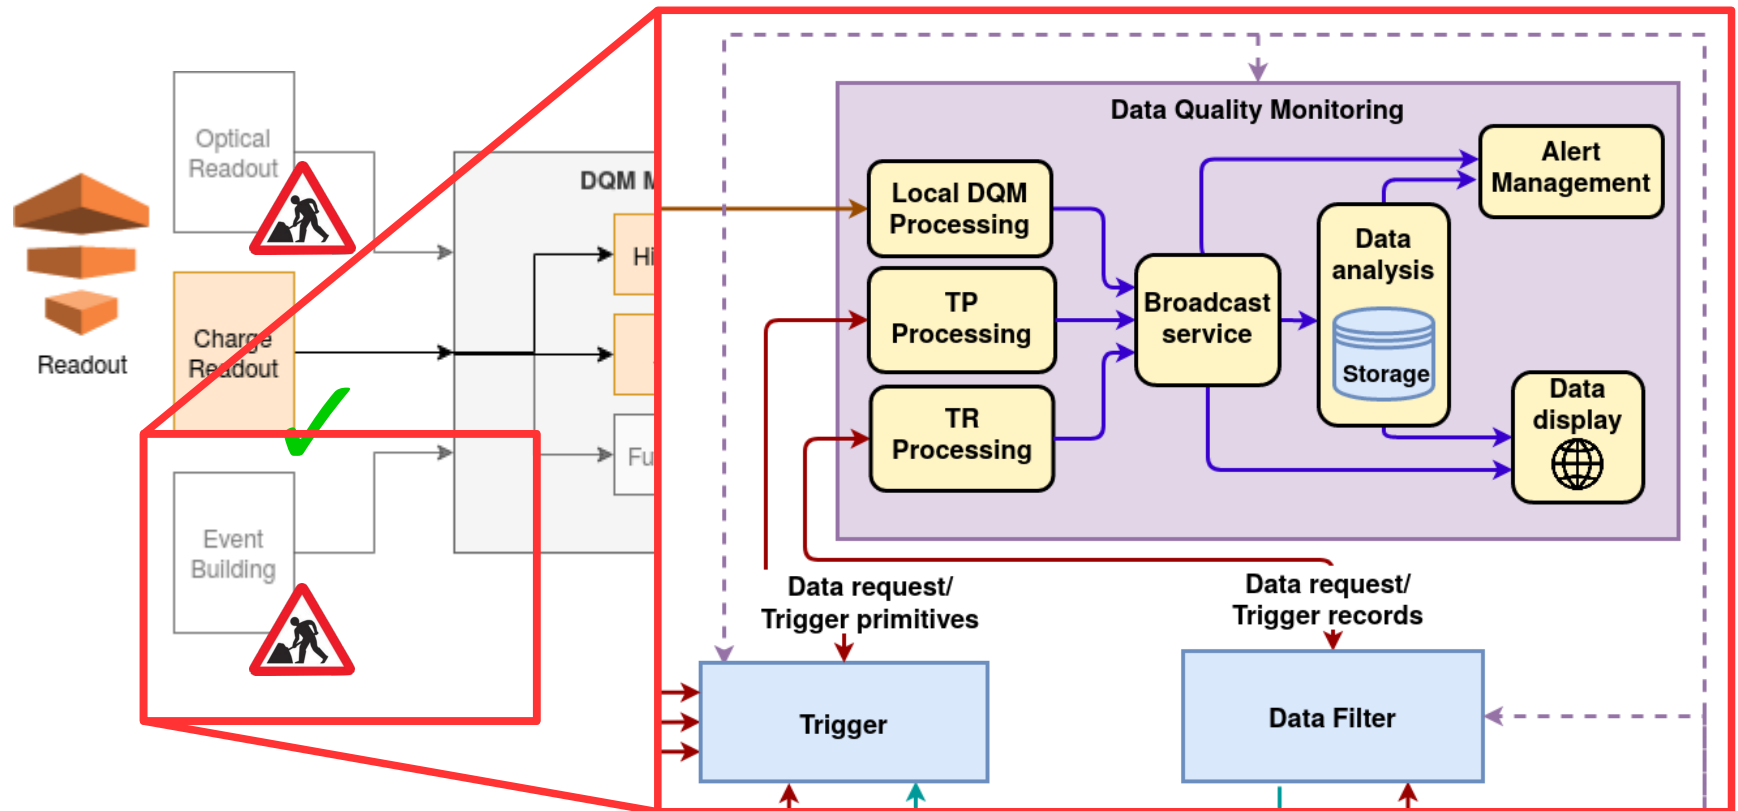 Optical
Readout
Readout
Charge
Readout
Event
Building
DQM
Hi
Fu
Data Quality Monitoring
Local DQM
Processing
TP
Processing
TR
Processing
Broadcast
service
Data
analysis
Storage
Alert
Management
Data
display
Data request/
Trigger primitives
Data request/
Trigger records
Trigger
Data Filter